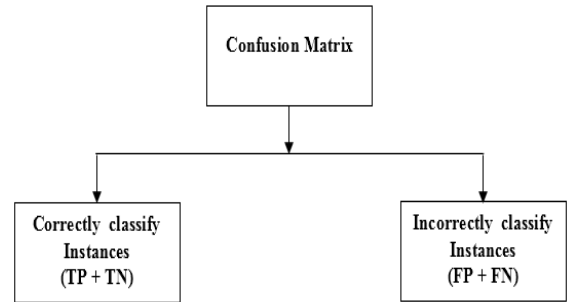 Confusion Matrix
Correctly classify
Instances
(TP + TN)
Incorrectly classify
Instances
(FP + FN)